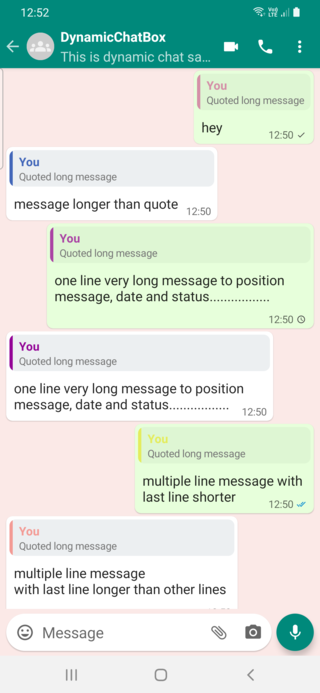 12:52
Vo))
LTE
DynamicChatBox
This is dynamic chat sa...
You
Quoted long message
hey
12:50
You
Quoted long message
message longer than quote
12:50
You
Quoted long message
one line very long message to position
message, date and status.................
12:50
You
Quoted long message
one line very long message to position
message, date and status.................
12:50
You
Quoted long message
multiple line message with
last line shorter
12:50
You
Quoted long message
multiple line message
with last line longer than other lines
Message